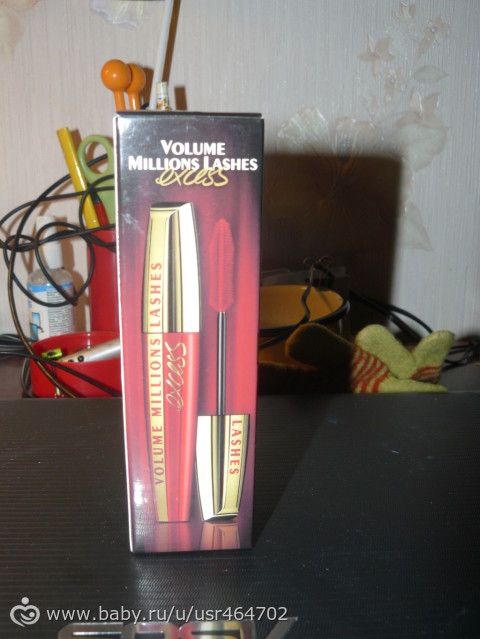 VOLUME
MILLIONS LASHES
excess
VOLUME MILLIONS LASHES
excess
LASHES
www.baby.ru/u/usr464702